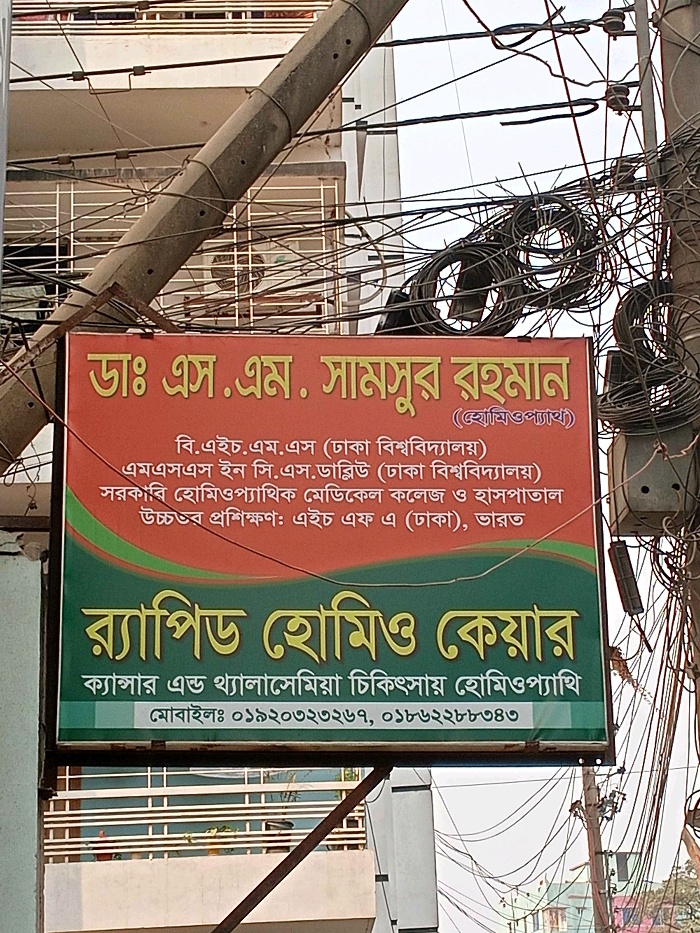 ডাঃ এস.এম. সামসুর রহমান
(হোমিওপ্যাথ)
বি.এইচ.এম.এস (ঢাকা বিশ্ববিদ্যালয়)
এমএসএস ইন সি.এস.ডাব্লিউ (ঢাকা বিশ্ববিদ্যালয়)
সরকারি হোমিওপ্যাথিক মেডিকেল কলেজ ও হাসপাতাল
উচ্চতর প্রশিক্ষণ: এইচ এফ এ (ঢাকা), ভারত
র‍্যাপিড হোমিও কেয়ার
ক্যান্সার এন্ড থ্যালাসেমিয়া চিকিৎসায় হোমিওপ্যাথি
মোবাইলঃ ০১৯২০৩২৩২৬৭, ০১৮৬২২৮৮৩৪৩